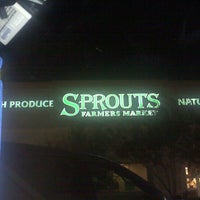 H PRODUCE
SPROUTS
FARMERS MARKET
NATU